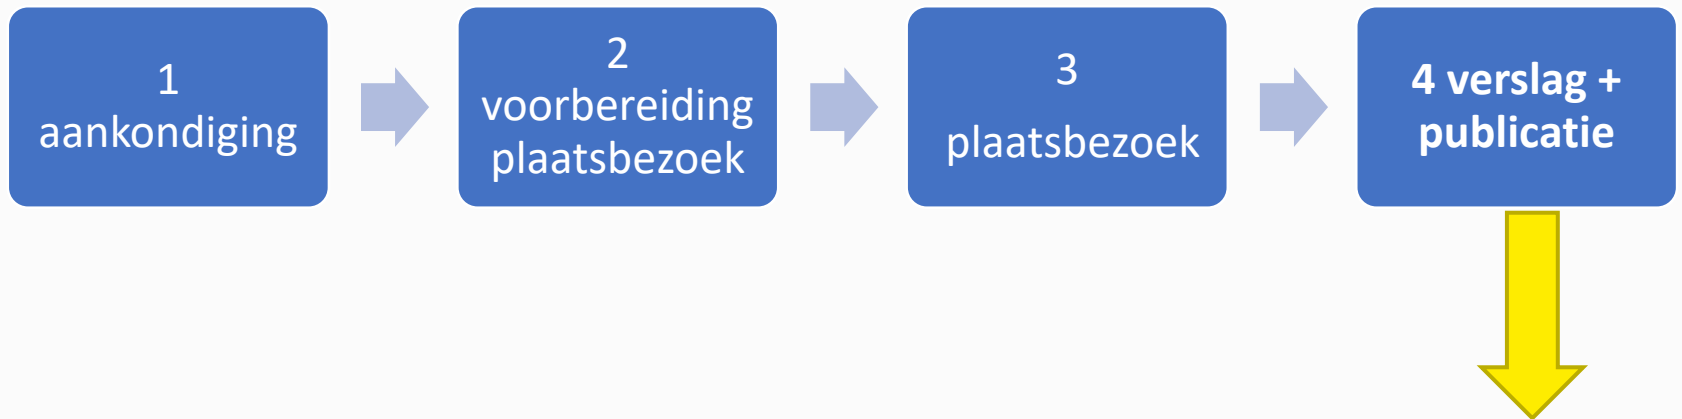 1
aankondiging
2
voorbereiding
plaatsbezoek
3
plaatsbezoek
4 verslag +
publicatie